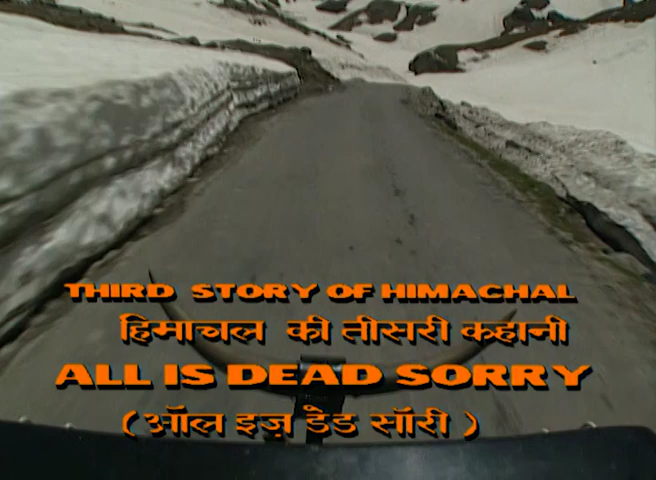 THIRD STORY OF HIMACHAL
हिमाचल की तीसरी कहानी
ALL IS DEAD SORRY
(ऑल इज़ डेड सॉरी )